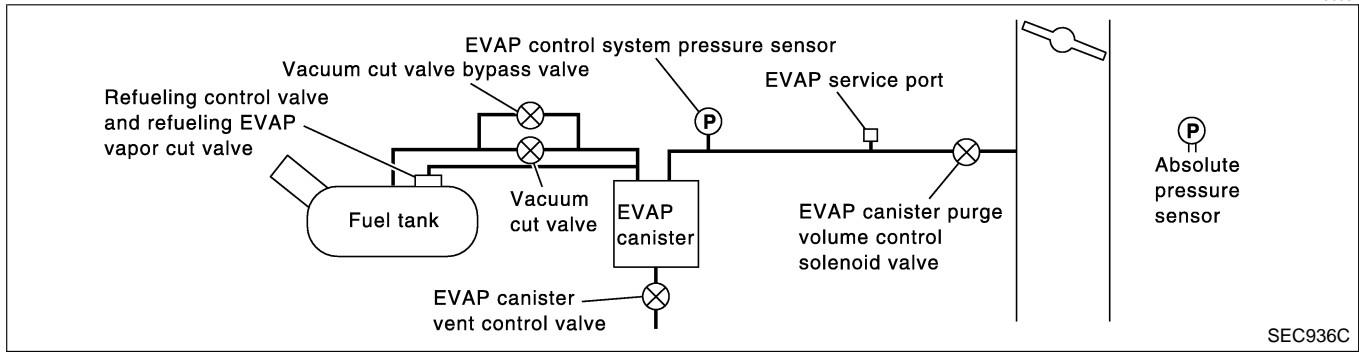 EVAP control system pressure sensor
Vacuum cut valve bypass valve
EVAP service port
Refueling control valve
and refueling EVAP
vapor cut valve
P
P
Absolute
pressure
sensor
Vacuum
cut valve
Fuel tank
EVAP
canister
EVAP canister purge
volume control
solenoid valve
EVAP canister
vent control valve
SEC936C